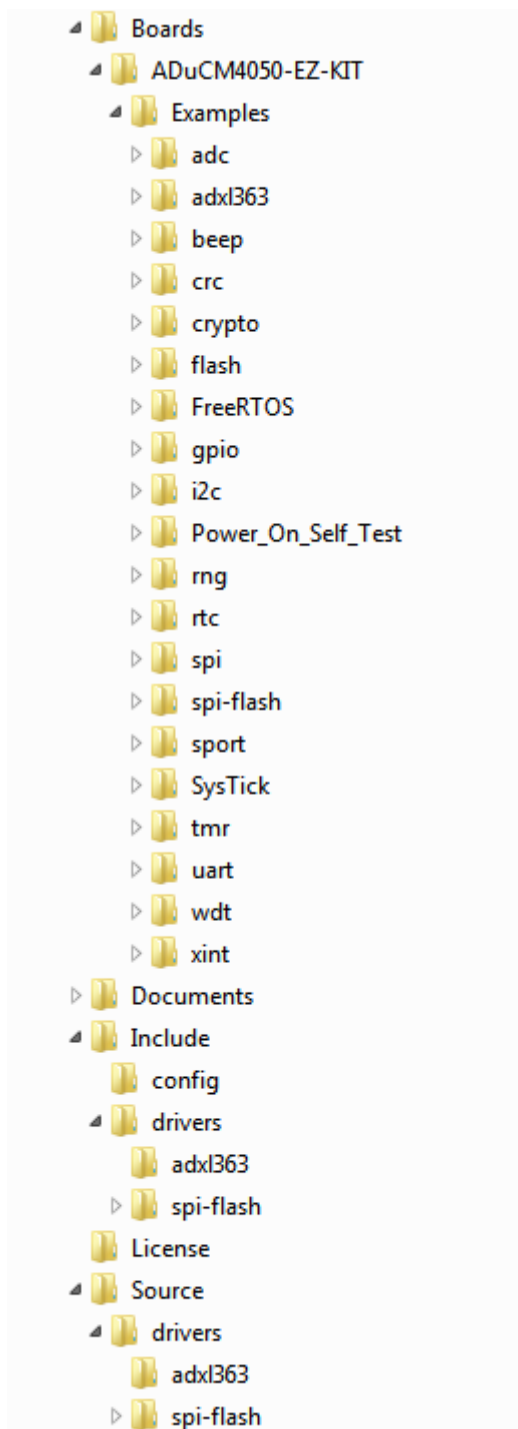 Boards
ADuCM4050-EZ-KIT
Examples
adc
adxl363
beep
crc
crypto
flash
FreeRTOS
gpio
i2c
Power_On_Self_Test
rng
rtc
spi
spi-flash
sport
SysTick
tmr
uart
wdt
xint
Documents
Include
config
drivers
adxl363
spi-flash
License
Source
drivers
adxl363
spi-flash